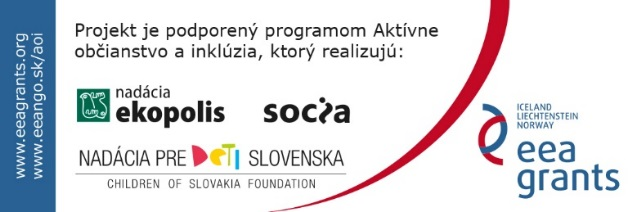 www.eeagrants.org
www.eeango.sk/aoi
Projekt je podporený programom Aktívne
občianstvo a inklúzia, ktorý realizujú:
nadácia
ekopolis
socia
NADÁCIA PRE DETI SLOVENSKA
CHILDREN OF SLOVAKIA FOUNDATION
ICELAND
LIECHTENSTEIN
NORWAY
eea
grants